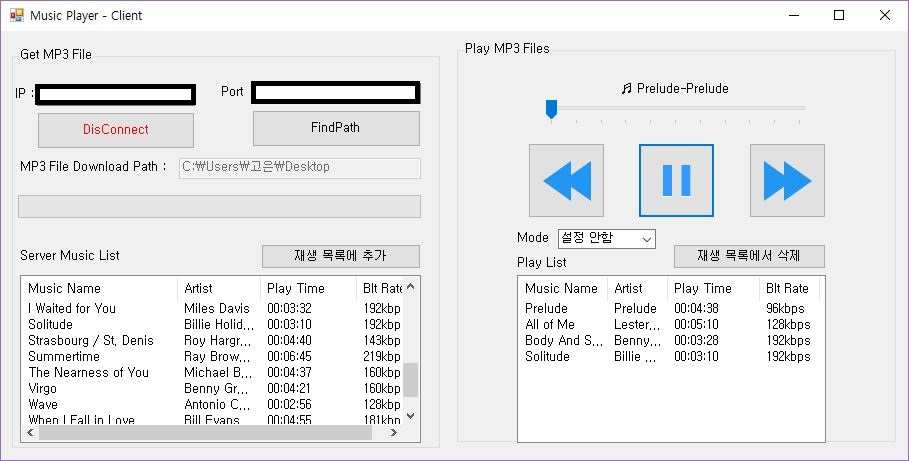 Music Player - Client
Get MP3 File
IP :
Port
DisConnect
FindPath
MP3 File Download Path :
C:₩Users₩고은₩Desktop
Server Music List
재생 목록에 추가
Music Name Artist Play Time Bit Rate
I Waited for You Miles Davis 00:03:32 192kbp
Solitude Billie Holid... 00:03:10 192kbp
Strasbourg / St. Denis Roy Hargr... 00:04:40 143kbp
Summertime Ray Brow... 00:06:45 219kbp
The Nearness of You Michael B... 00:04:37 160kbp
Virgo Benny Gr... 00:04:21 160kbp
Wave Antonio C... 00:02:56 128kbp
When I Fall in Love Bill Evans 00:04:55 181kbp
Play MP3 Files
♬ Prelude-Prelude
Mode 설정 안함
Play List
재생 목록에서 삭제
Music Name Artist Play Time Bit Rate
Prelude Prelude 00:04:38 96kbps
All of Me Lester... 00:05:10 128kbps
Body And S... Benny... 00:03:28 192kbps
Solitude Billie ... 00:03:10 192kbps